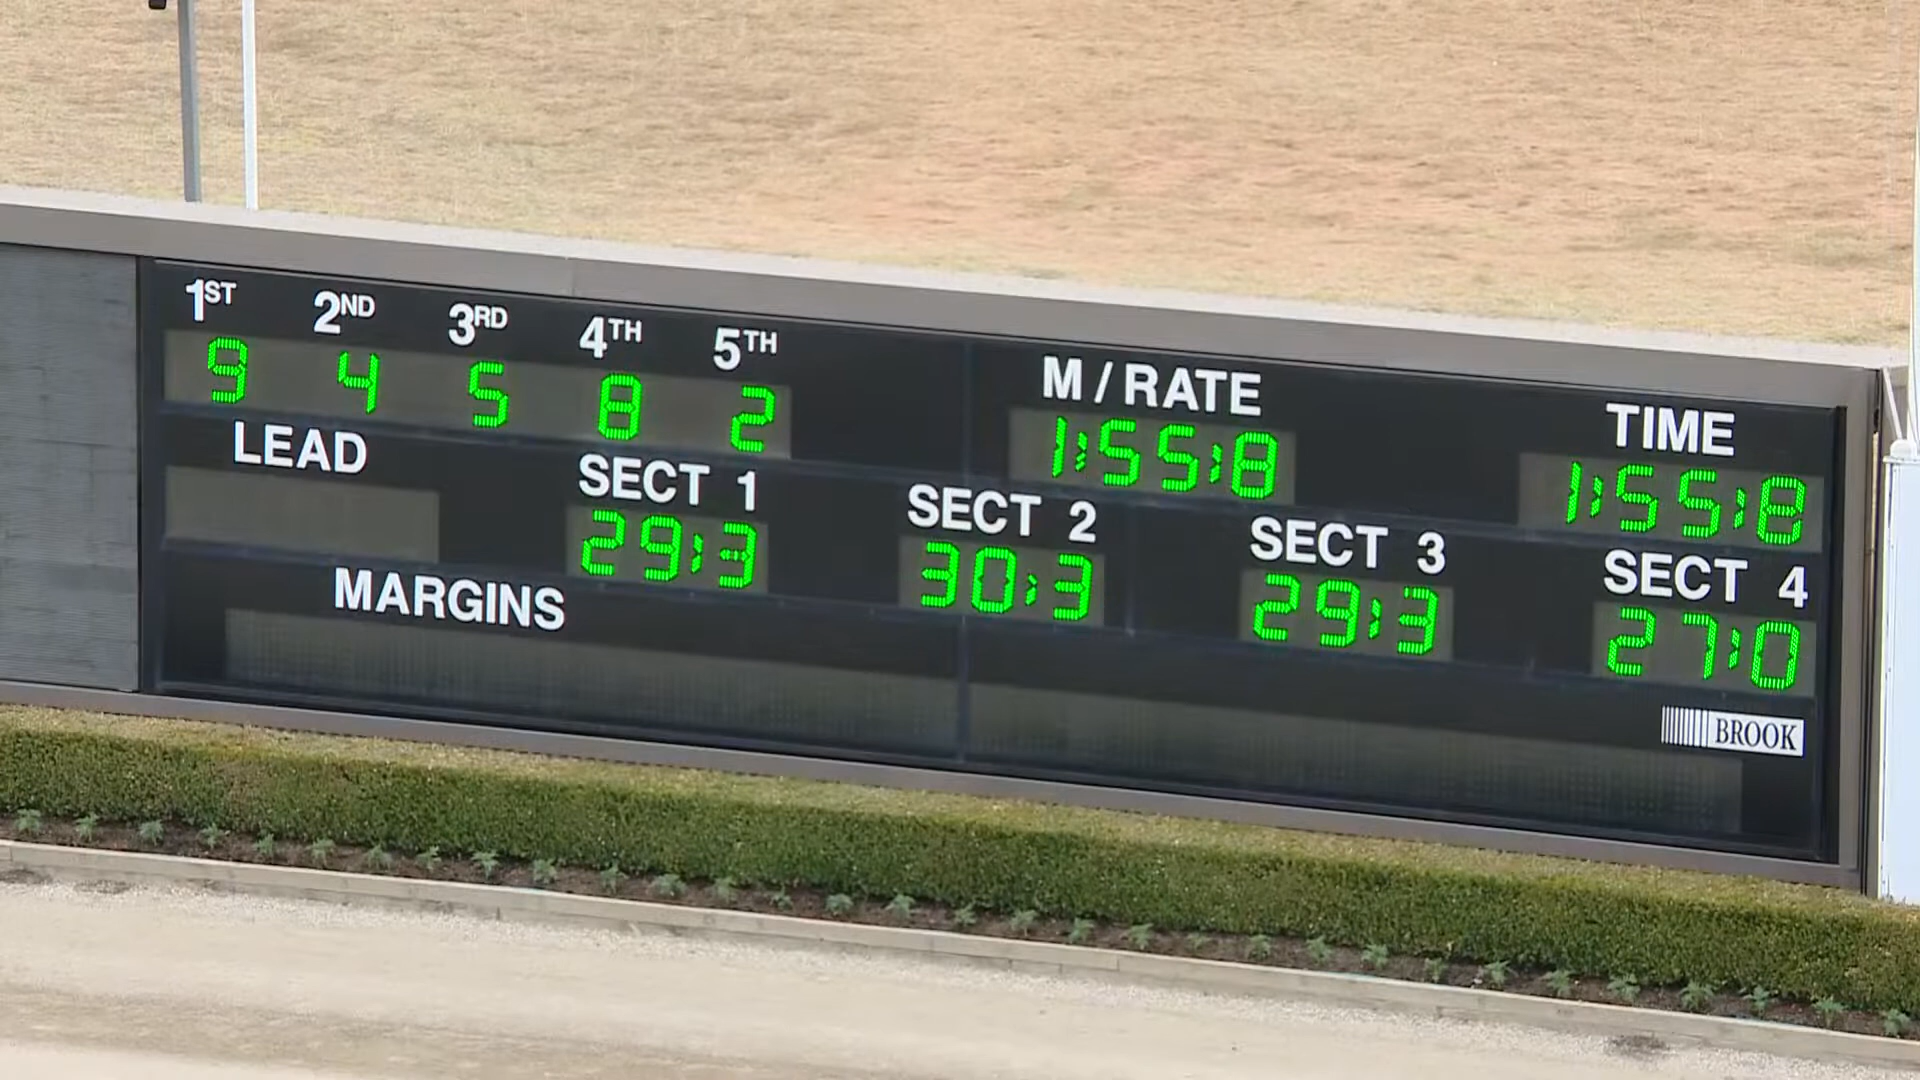 1ST 2ND 3RD 4TH 5TH
9 4 5 8 2
M / RATE TIME
1:55:8 1:55:8
LEAD SECT 1 SECT 2 SECT 3 SECT 4
29:3 30:3 29:3 27:0
MARGINS
BROOK